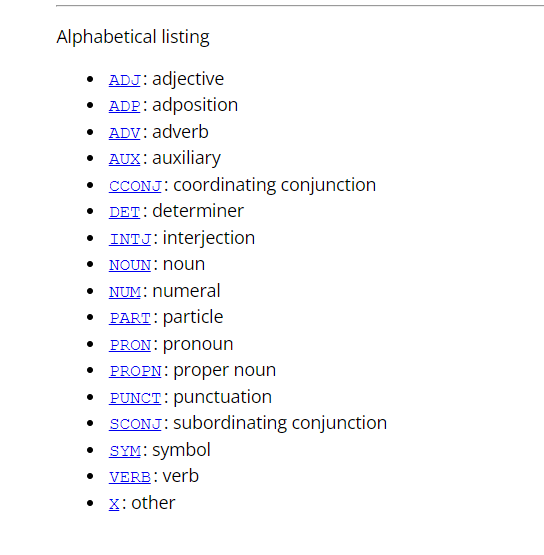 Alphabetical listing
• ADJ: adjective
• ADP: adposition
• ADV: adverb
• AUX: auxiliary
• CCONJ: coordinating conjunction
• DET: determiner
• INTJ: interjection
• NOUN: noun
• NUM: numeral
• PART: particle
• PRON: pronoun
• PROPN: proper noun
• PUNCT: punctuation
• SCONJ: subordinating conjunction
• SYM: symbol
• VERB: verb
• X: other